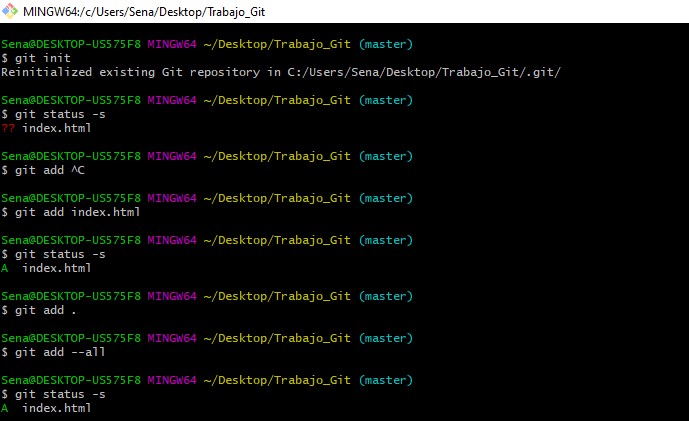 MINGW64:/c/Users/Sena/Desktop/Trabajo_Git
Sena@DESKTOP-US575F8 MINGW64 ~/Desktop/Trabajo_Git (master)
$ git init
Reinitialized existing Git repository in C:/Users/Sena/Desktop/Trabajo_Git/.git/
Sena@DESKTOP-US575F8 MINGW64 ~/Desktop/Trabajo_Git (master)
$ git status -s
?? index.html
Sena@DESKTOP-US575F8 MINGW64 ~/Desktop/Trabajo_Git (master)
$ git add ^C
Sena@DESKTOP-US575F8 MINGW64 ~/Desktop/Trabajo_Git (master)
$ git add index.html
Sena@DESKTOP-US575F8 MINGW64 ~/Desktop/Trabajo_Git (master)
$ git status -s
A  index.html
Sena@DESKTOP-US575F8 MINGW64 ~/Desktop/Trabajo_Git (master)
$ git add .
Sena@DESKTOP-US575F8 MINGW64 ~/Desktop/Trabajo_Git (master)
$ git add --all
Sena@DESKTOP-US575F8 MINGW64 ~/Desktop/Trabajo_Git (master)
$ git status -s
A  index.html